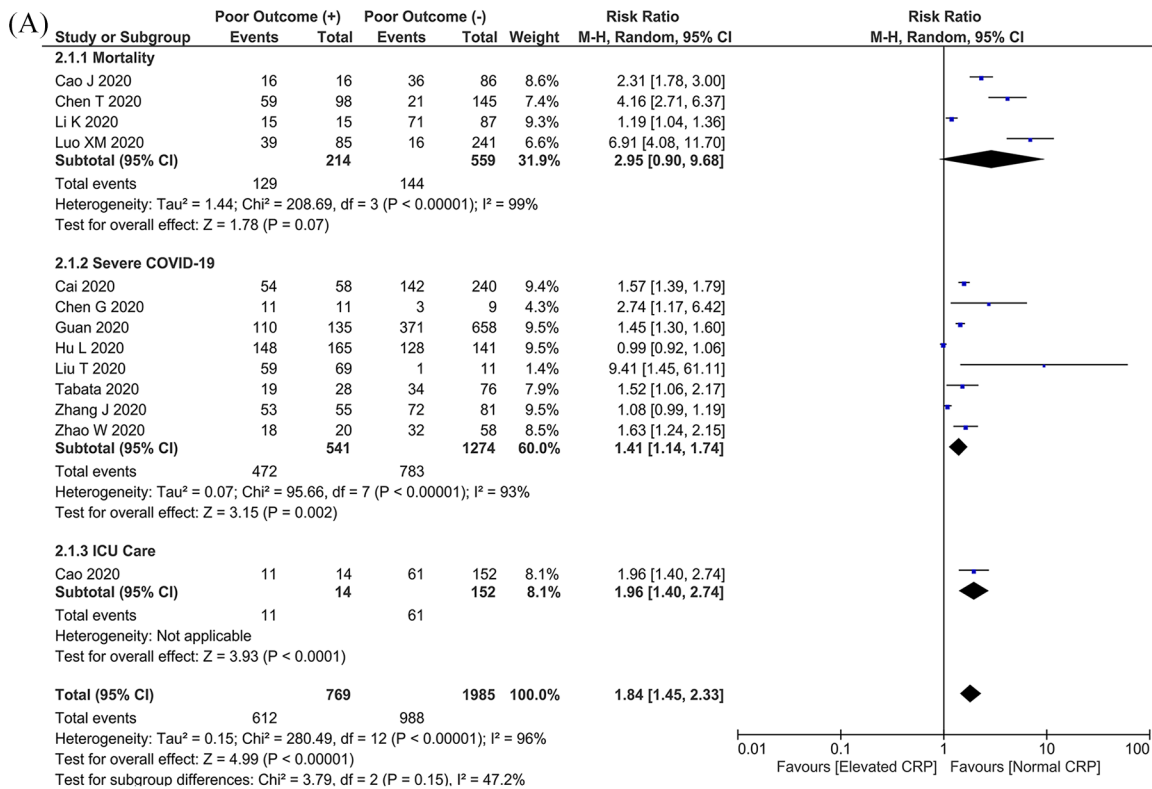 (A)
Poor Outcome (+) Poor Outcome (-) Risk Ratio Risk Ratio
Study or Subgroup Events Total Events Total Weight M-H, Random, 95% CI M-H, Random, 95% CI
2.1.1 Mortality
Cao J 2020 16 16 36 86 8.6% 2.31 [1.78, 3.00]
Chen T 2020 59 98 21 145 7.4% 4.16 [2.71, 6.37]
Li K 2020 15 15 71 87 9.3% 1.19 [1.04, 1.36]
Luo XM 2020 39 85 16 241 6.6% 6.91 [4.08, 11.70]
Subtotal (95% CI) 214 559 31.9% 2.95 [0.90, 9.68]
Total events 129 144
Heterogeneity: Tau² = 1.44; Chi² = 208.69, df = 3 (P < 0.00001); I² = 99%
Test for overall effect: Z = 1.78 (P = 0.07)
2.1.2 Severe COVID-19
Cai 2020 54 58 142 240 9.4% 1.57 [1.39, 1.79]
Chen G 2020 11 11 3 9 4.3% 2.74 [1.17, 6.42]
Guan 2020 110 135 371 658 9.5% 1.45 [1.30, 1.60]
Hu L 2020 148 165 128 141 9.5% 0.99 [0.92, 1.06]
Liu T 2020 59 69 1 11 1.4% 9.41 [1.45, 61.11]
Tabata 2020 19 28 34 76 7.9% 1.52 [1.06, 2.17]
Zhang J 2020 53 55 72 81 9.5% 1.08 [0.99, 1.19]
Zhao W 2020 18 20 32 58 8.5% 1.63 [1.24, 2.15]
Subtotal (95% CI) 541 1274 60.0% 1.41 [1.14, 1.74]
Total events 472 783
Heterogeneity: Tau² = 0.07; Chi² = 95.66, df = 7 (P < 0.00001); I² = 93%
Test for overall effect: Z = 3.15 (P = 0.002)
2.1.3 ICU Care
Cao 2020 11 14 61 152 8.1% 1.96 [1.40, 2.74]
Subtotal (95% CI) 14 152 8.1% 1.96 [1.40, 2.74]
Total events 11 61
Heterogeneity: Not applicable
Test for overall effect: Z = 3.93 (P < 0.0001)
Total (95% CI) 769 1985 100.0% 1.84 [1.45, 2.33]
Total events 612 988
Heterogeneity: Tau² = 0.15; Chi² = 280.49, df = 12 (P < 0.00001); I² = 96%
Test for overall effect: Z = 4.99 (P < 0.00001)
Test for subgroup differences: Chi² = 3.79, df = 2 (P = 0.15), I² = 47.2%
0.01 0.1 1 10 100
Favours [Elevated CRP] Favours [Normal CRP]